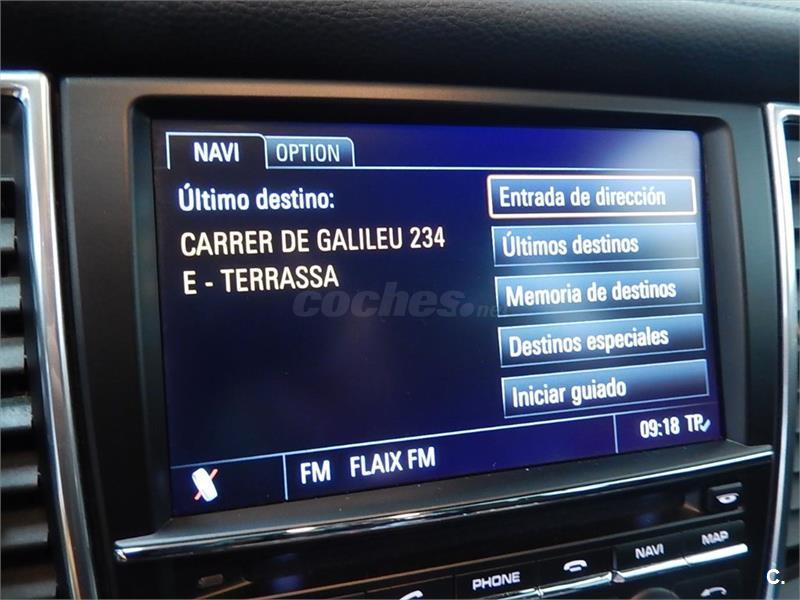 NAVI OPTION
Último destino:
CARRER DE GALILEU 234
E - TERRASSA
Entrada de dirección
Últimos destinos
Memoria de destinos
Destinos especiales
Iniciar guiado
coches.net
09:18 TP
FM FLAIX FM
PHONE
NAVI
MAP
C.